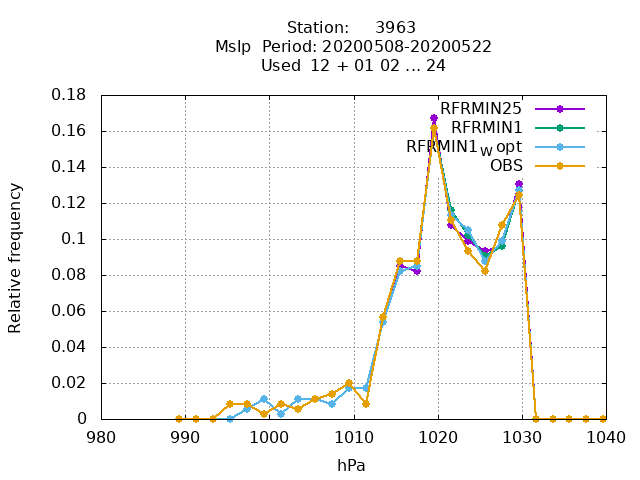 Station: 3963
Mslp Period: 20200508-20200522
Used 12 + 01 02 ... 24
RFRMIN25
RFRMIN1
RFRMIN1w opt
OBS
Relative frequency
0.18
0.16
0.14
0.12
0.1
0.08
0.06
0.04
0.02
0
980 990 1000 1010 1020 1030 1040
hPa